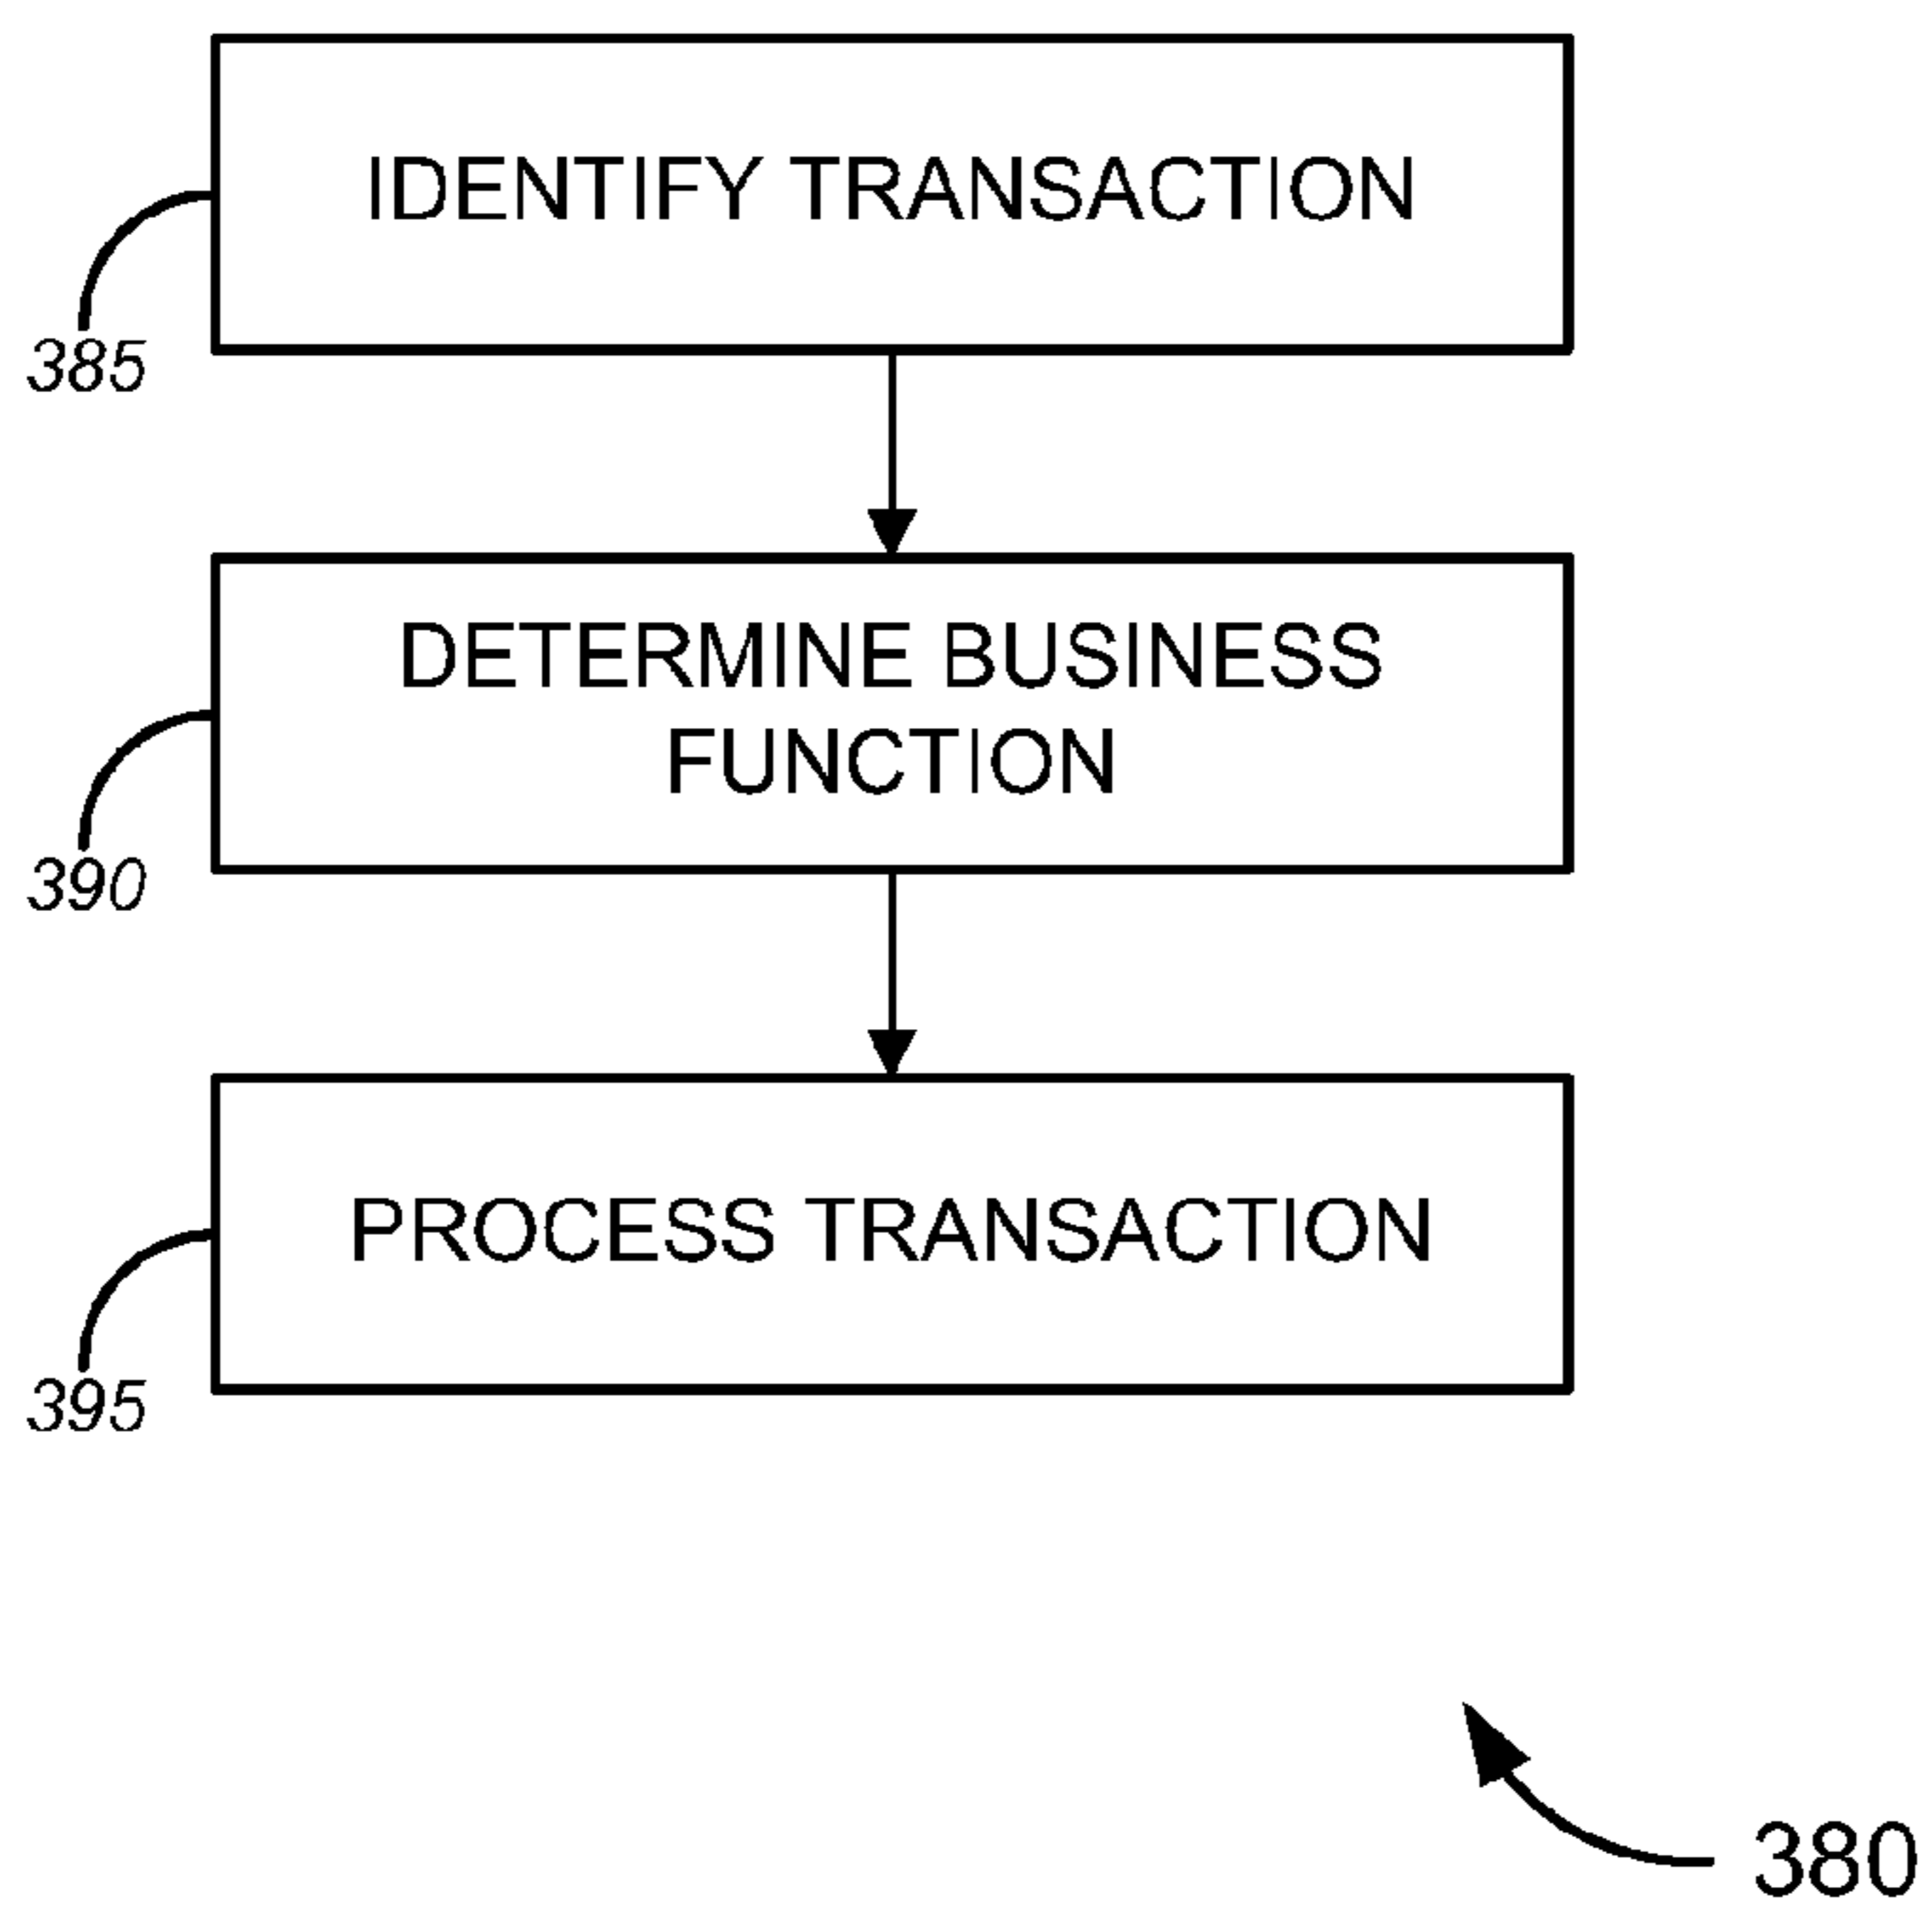 IDENTIFY TRANSACTION
385
DETERMINE BUSINESS
FUNCTION
390
PROCESS TRANSACTION
395
380